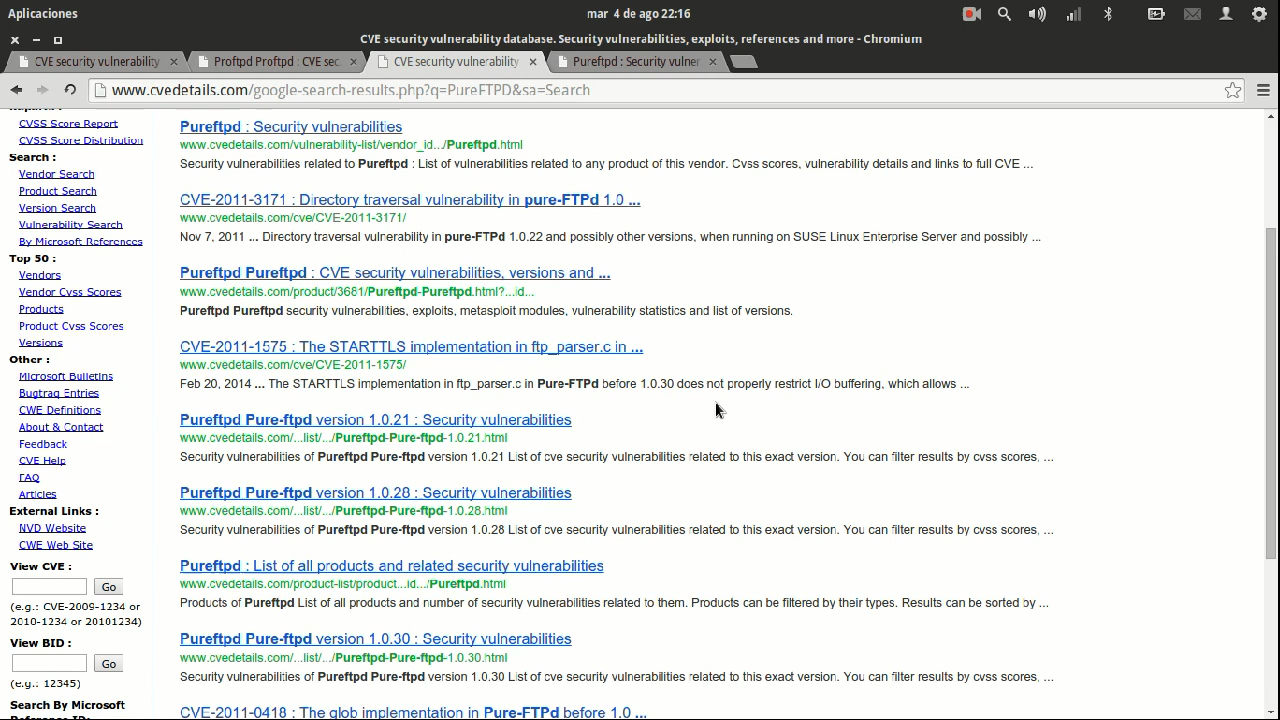 Aplicaciones
mar 4 de ago 22:16
CVE security vulnerability database. Security vulnerabilities, exploits, references and more - Chromium
CVE security vulnerability
Proftpd Proftpd : CVE sec
CVE security vulnerability
Pureftpd : Security vulner
www.cvedetails.com/google-search-results.php?q=PureFTPD&sa=Search
CVSS Score Report
CVSS Score Distribution
Search :
Vendor Search
Product Search
Version Search
Vulnerability Search
By Microsoft References
Top 50 :
Vendors
Vendor Cvss Scores
Products
Product Cvss Scores
Versions
Other :
Microsoft Bulletins
Bugtraq Entries
CWE Definitions
About & Contact
Feedback
CVE Help
FAQ
Articles
External Links :
NVD Website
CWE Web Site
View CVE :
Go
(e.g.: CVE-2009-1234 or
2010-1234 or 20101234)
View BID :
Go
(e.g.: 12345)
Search By Microsoft
Reference ID:
Pureftpd : Security vulnerabilities
www.cvedetails.com/vulnerability-list/vendor_id.../Pureftpd.html
Security vulnerabilities related to Pureftpd : List of vulnerabilities related to any product of this vendor. Cvss scores, vulnerability details and links to full CVE ...
CVE-2011-3171 : Directory traversal vulnerability in pure-FTPd 1.0 ...
www.cvedetails.com/cve/CVE-2011-3171/
Nov 7, 2011 ... Directory traversal vulnerability in pure-FTPd 1.0.22 and possibly other versions, when running on SUSE Linux Enterprise Server and possibly ...
Pureftpd Pureftpd : CVE security vulnerabilities, versions and ...
www.cvedetails.com/product/3681/Pureftpd-Pureftpd.html?...id...
Pureftpd Pureftpd security vulnerabilities, exploits, metasploit modules, vulnerability statistics and list of versions.
CVE-2011-1575 : The STARTTLS implementation in ftp_parser.c in ...
www.cvedetails.com/cve/CVE-2011-1575/
Feb 20, 2014 ... The STARTTLS implementation in ftp_parser.c in Pure-FTPd before 1.0.30 does not properly restrict I/O buffering, which allows ...
Pureftpd Pure-ftpd version 1.0.21 : Security vulnerabilities
www.cvedetails.com/...list/.../Pureftpd-Pure-ftpd-1.0.21.html
Security vulnerabilities of Pureftpd Pure-ftpd version 1.0.21 List of cve security vulnerabilities related to this exact version. You can filter results by cvss scores, ...
Pureftpd Pure-ftpd version 1.0.28 : Security vulnerabilities
www.cvedetails.com/...list/.../Pureftpd-Pure-ftpd-1.0.28.html
Security vulnerabilities of Pureftpd Pure-ftpd version 1.0.28 List of cve security vulnerabilities related to this exact version. You can filter results by cvss scores, ...
Pureftpd : List of all products and related security vulnerabilities
www.cvedetails.com/product-list/product...id.../Pureftpd.html
Products of Pureftpd List of all products and number of security vulnerabilities related to them. Products can be filtered by their types. Results can be sorted by ...
Pureftpd Pure-ftpd version 1.0.30 : Security vulnerabilities
www.cvedetails.com/...list/.../Pureftpd-Pure-ftpd-1.0.30.html
Security vulnerabilities of Pureftpd Pure-ftpd version 1.0.30 List of cve security vulnerabilities related to this exact version. You can filter results by cvss scores, ...
CVE-2011-0418 : The glob implementation in Pure-FTPd before 1.0 ...